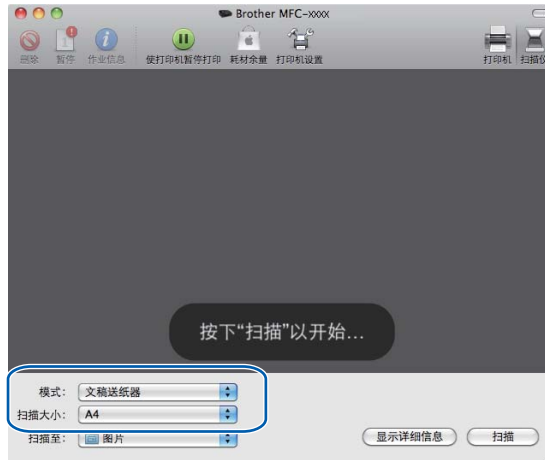 Brother MFC-xxxx
删除 暂停 作业信息 使打印机暂停打印 耗材余量 打印机设置 打印机 扫描仪
按下“扫描”以开始...
模式： 文稿送纸器
扫描大小： A4
扫描至： 图片 显示详细信息 扫描